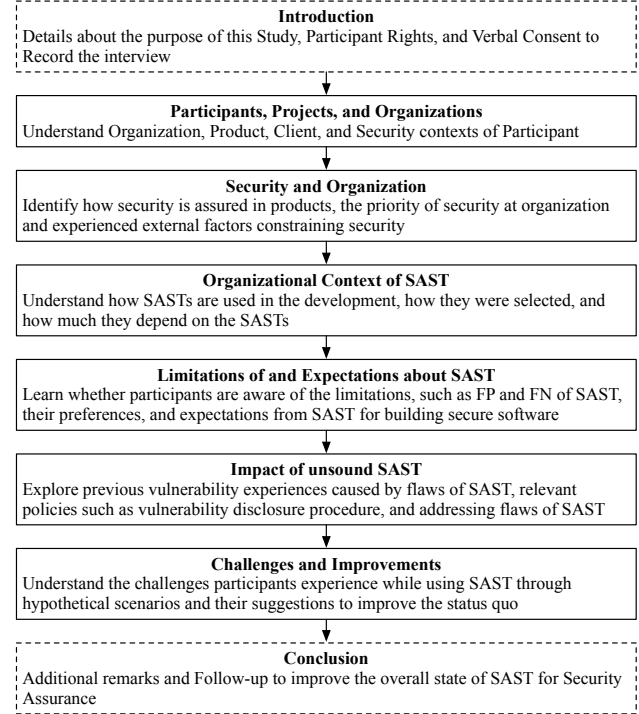 Introduction
Details about the purpose of this Study, Participant Rights, and Verbal Consent to
Record the interview
Participants, Projects, and Organizations
Understand Organization, Product, Client, and Security contexts of Participant
Security and Organization
Identify how security is assured in products, the priority of security at organization
and experienced external factors constraining security
Organizational Context of SAST
Understand how SASTs are used in the development, how they were selected, and
how much they depend on the SASTs
Limitations of and Expectations about SAST
Learn whether participants are aware of the limitations, such as FP and FN of SAST,
their preferences, and expectations from SAST for building secure software
Impact of unsound SAST
Explore previous vulnerability experiences caused by flaws of SAST, relevant
policies such as vulnerability disclosure procedure, and addressing flaws of SAST
Challenges and Improvements
Understand the challenges participants experience while using SAST through
hypothetical scenarios and their suggestions to improve the status quo
Conclusion
Additional remarks and Follow-up to improve the overall state of SAST for Security
Assurance